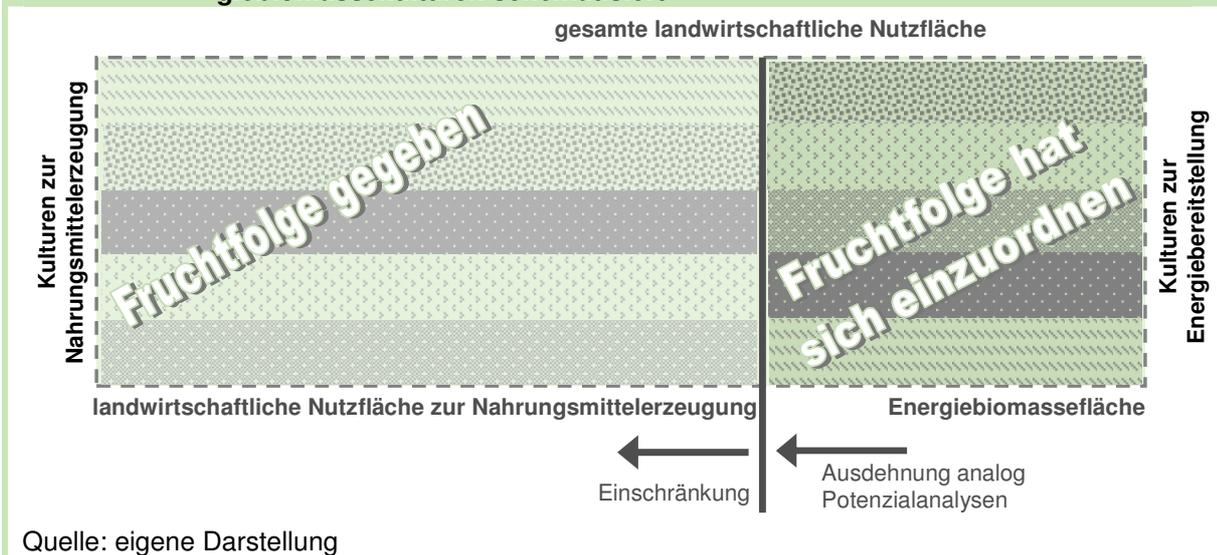 gesamte landwirtschaftliche Nutzfläche
Kulturen zur
Nahrungsmittelerzeugung
Fruchtfolge gegeben
Fruchtfolge hat
sich einzuordnen
Kulturen zur
Energiebereitstellung
landwirtschaftliche Nutzfläche zur Nahrungsmittelerzeugung
Energiebiomassefläche
Einschränkung
Ausdehnung analog
Potenzialanalysen
Quelle: eigene Darstellung